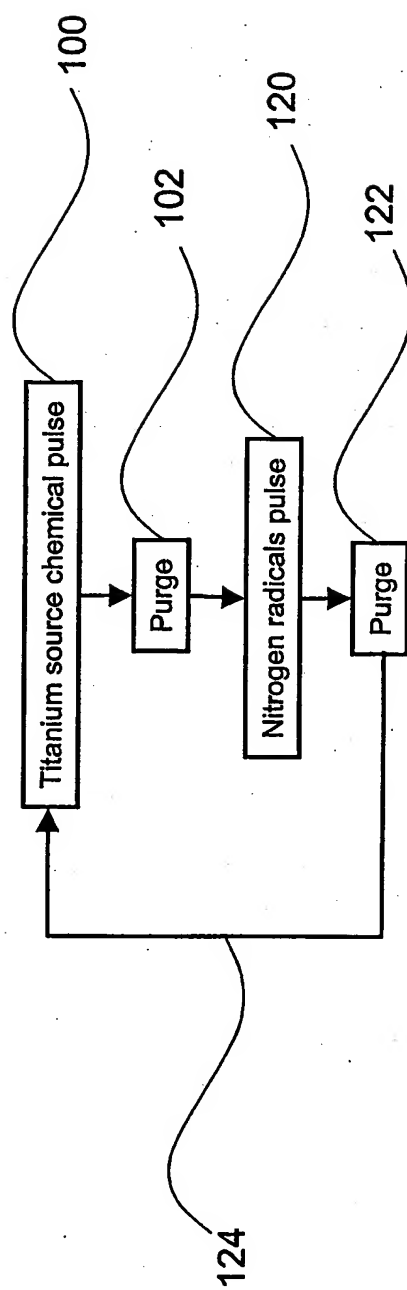 Titanium source chemical pulse
100
Purge
102
Nitrogen radicals pulse
120
Purge
122
124